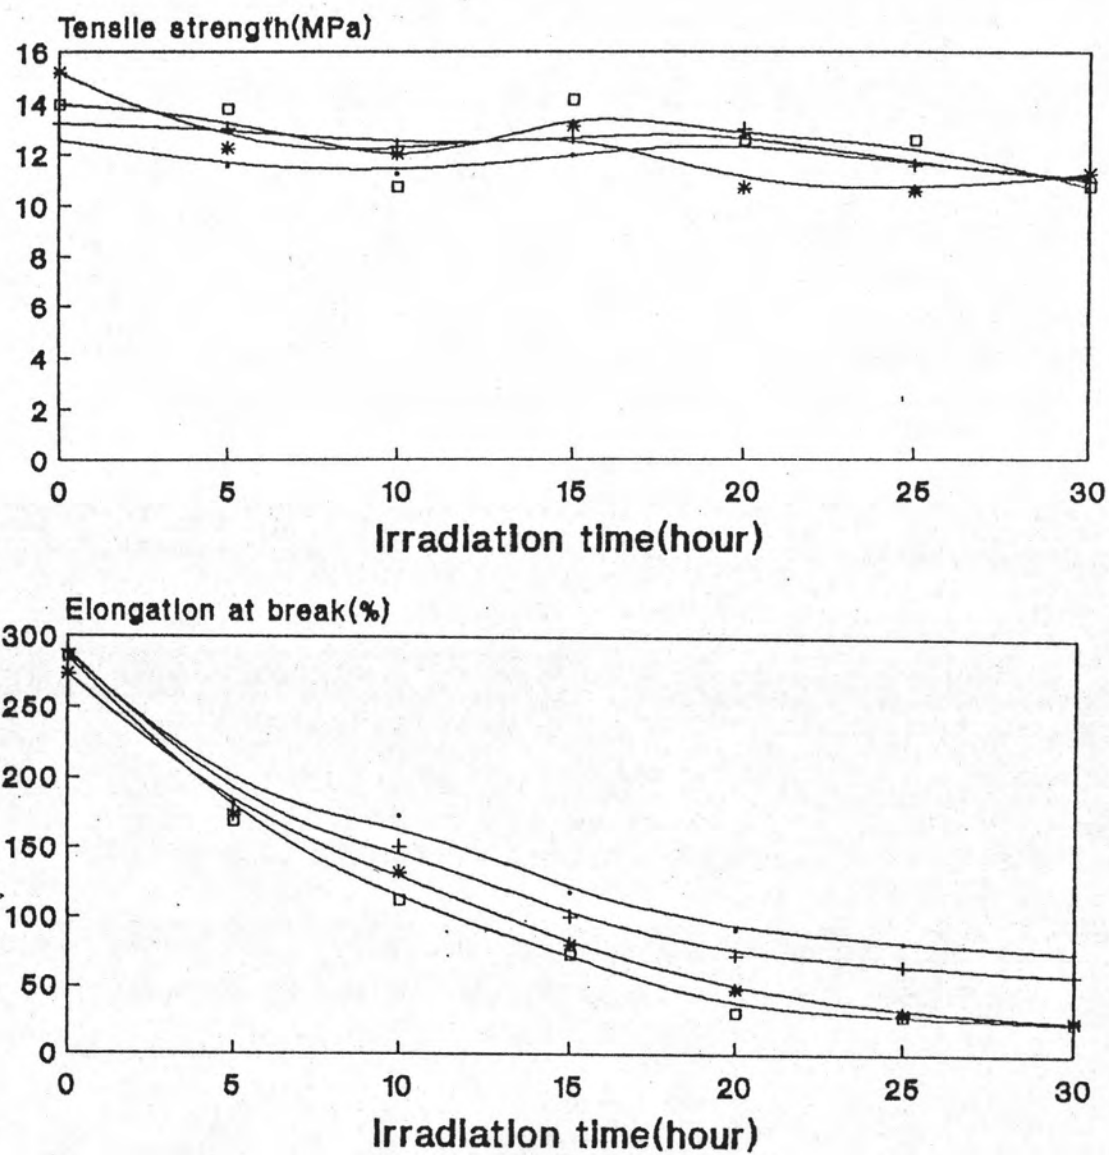 Tensile strength(MPa)
16
14
12
10
8
6
4
2
0
0 5 10 15 20 25 30
Irradiation time(hour)
Elongation at break(%)
300
250
200
150
100
50
0
0 5 10 15 20 25 30
Irradiation time(hour)